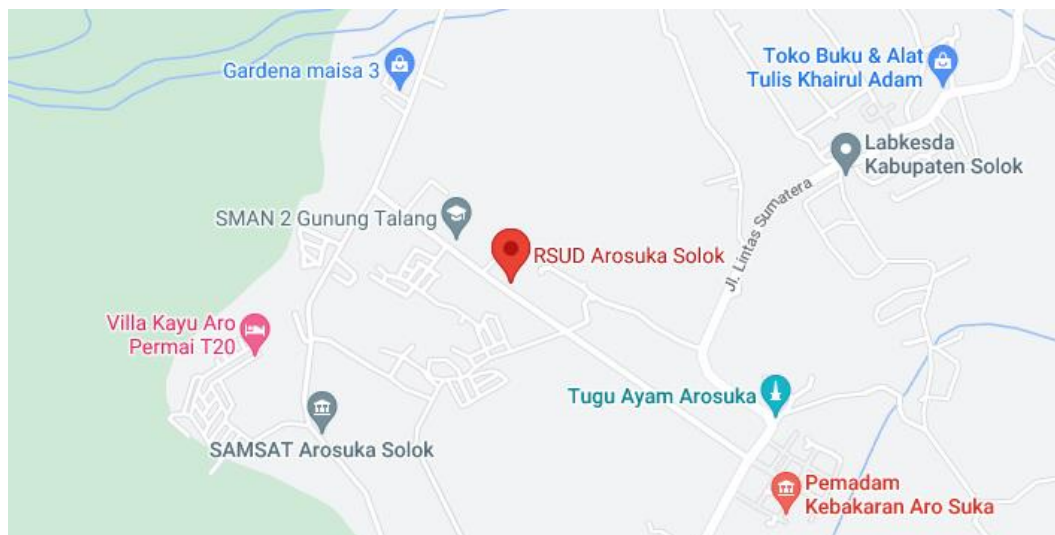 Gardena maisa 3
Toko Buku & Alat
Tulis Khairul Adam
Labkesda
Kabupaten Solok
SMAN 2 Gunung Talang
Jl. Lintas Sumatera
RSUD Arosuka Solok
Villa Kayu Aro
Permai T20
Tugu Ayam Arosuka
SAMSAT Arosuka Solok
Pemadam
Kebakaran Aro Suka